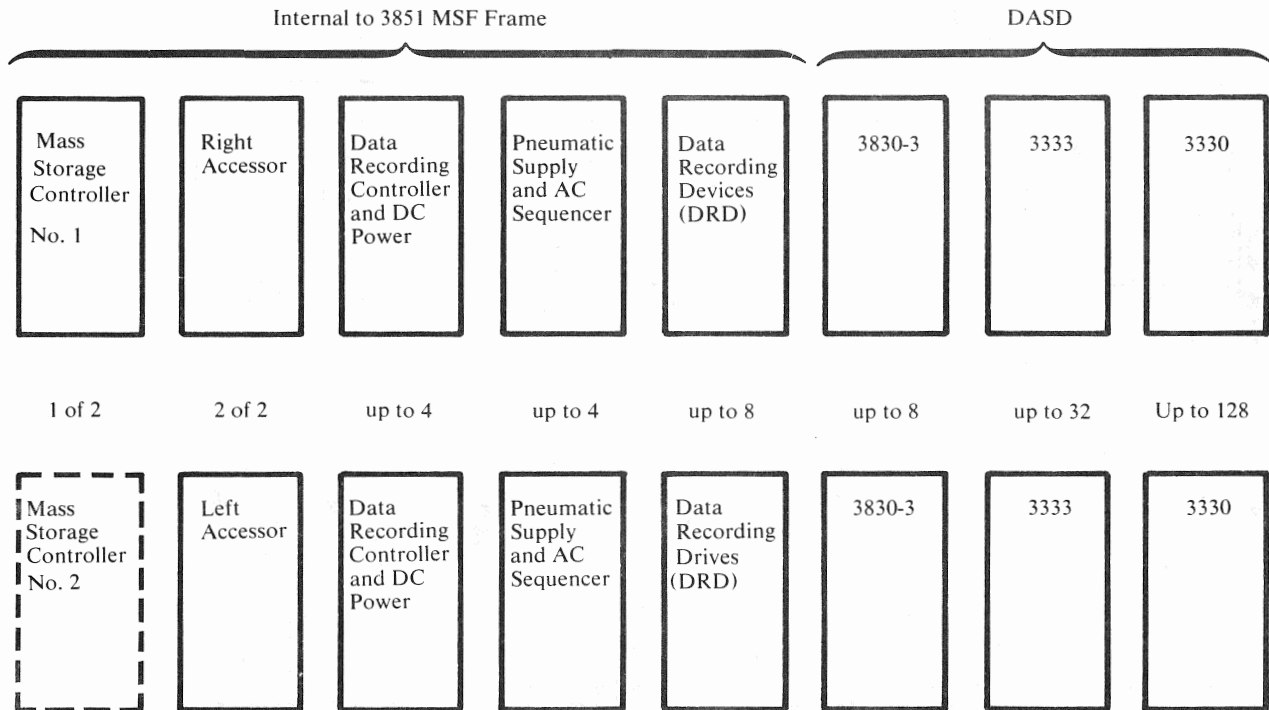 Internal to 3851 MSF Frame
DASD
Mass
Storage
Controller
No. 1
Right
Accessor
Data
Recording
Controller
and DC
Power
Pneumatic
Supply
and AC
Sequencer
Data
Recording
Devices
(DRD)
3830-3
3333
3330
1 of 2
2 of 2
up to 4
up to 4
up to 8
up to 8
up to 32
Up to 128
Mass
Storage
Controller
No. 2
Left
Accessor
Data
Recording
Controller
and DC
Power
Pneumatic
Supply
and AC
Sequencer
Data
Recording
Drives
(DRD)
3830-3
3333
3330